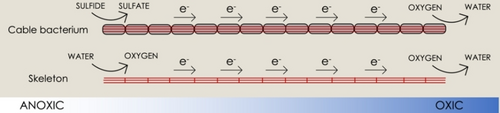 SULFIDE SULFATE e- e- e- e- e- OXYGEN WATER
Cable bacterium
WATER OXYGEN e- e- e- e- e- OXYGEN WATER
Skeleton
ANOXIC OXIC